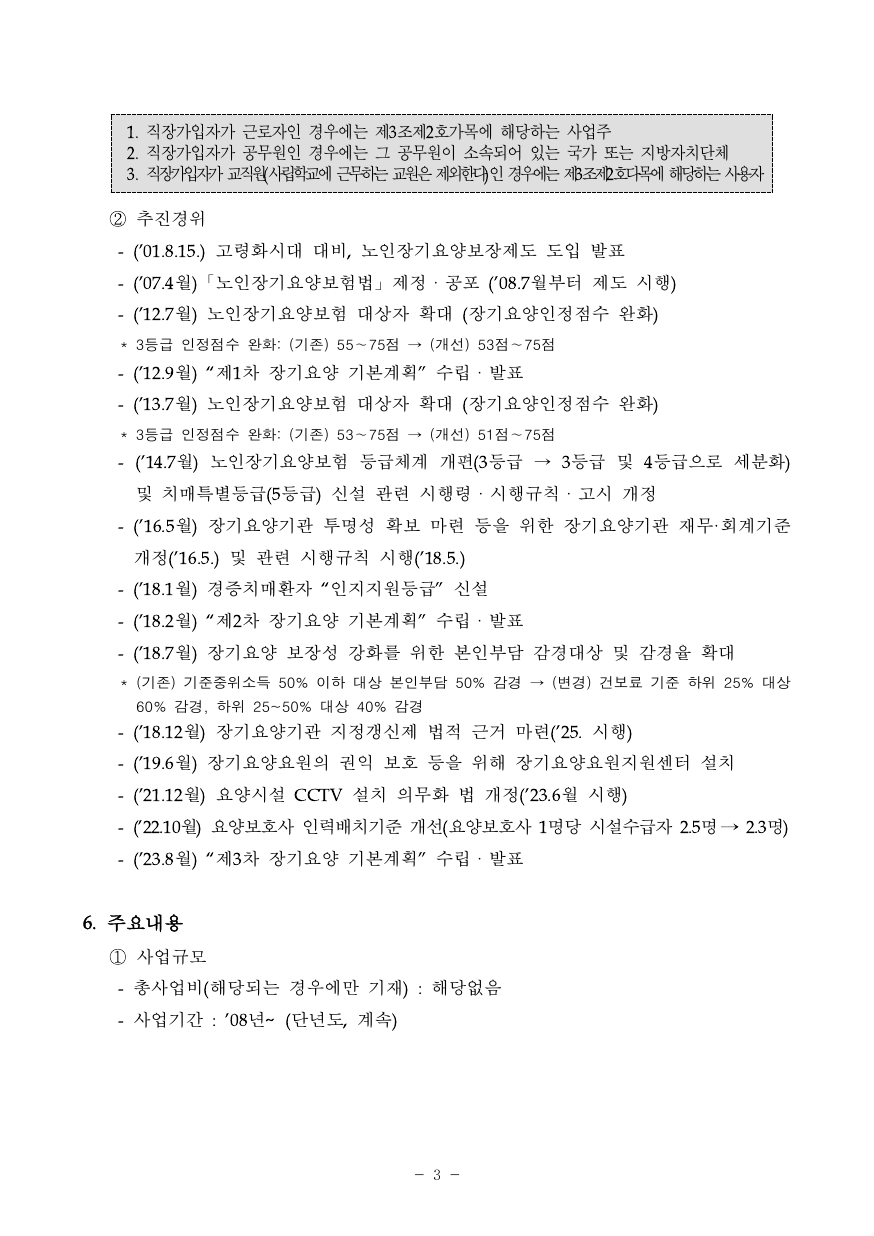 1. 직장가입자가 근로자인 경우에는 제3조제2호가목에 해당하는 사업주
2. 직장가입자가 공무원인 경우에는 그 공무원이 소속되어 있는 국가 또는 지방자치단체
3. 직장가입자가 교직원(사립학교에 근무하는 교원은 제외한다)인 경우에는 제3조제2호다목에 해당하는 사용자
② 추진경위
- (’01.8.15.) 고령화시대 대비, 노인장기요양보장제도 도입 발표
- (’07.4월)「노인장기요양보험법」제정 · 공포 (’08.7월부터 제도 시행)
- (’12.7월) 노인장기요양보험 대상자 확대 (장기요양인정점수 완화)
* 3등급 인정점수 완화: (기존) 55~75점 → (개선) 53점~75점
- (’12.9월) “제1차 장기요양 기본계획” 수립 · 발표
- (’13.7월) 노인장기요양보험 대상자 확대 (장기요양인정점수 완화)
* 3등급 인정점수 완화: (기존) 53~75점 → (개선) 51점~75점
- (’14.7월) 노인장기요양보험 등급체계 개편(3등급 → 3등급 및 4등급으로 세분화)
및 치매특별등급(5등급) 신설 관련 시행령 · 시행규칙 · 고시 개정
- (’16.5월) 장기요양기관 투명성 확보 마련 등을 위한 장기요양기관 재무·회계기준
개정(’16.5.) 및 관련 시행규칙 시행(’18.5.)
- (’18.1월) 경증치매환자 “인지지원등급” 신설
- (’18.2월) “제2차 장기요양 기본계획” 수립 · 발표
- (’18.7월) 장기요양 보장성 강화를 위한 본인부담 감경대상 및 감경율 확대
* (기존) 기준중위소득 50% 이하 대상 본인부담 50% 감경 → (변경) 건보료 기준 하위 25% 대상
60% 감경, 하위 25~50% 대상 40% 감경
- (’18.12월) 장기요양기관 지정갱신제 법적 근거 마련(’25. 시행)
- (’19.6월) 장기요양요원의 권익 보호 등을 위해 장기요양요원지원센터 설치
- (’21.12월) 요양시설 CCTV 설치 의무화 법 개정(’23.6월 시행)
- (’22.10월) 요양보호사 인력배치기준 개선(요양보호사 1명당 시설수급자 2.5명 → 2.3명)
- (’23.8월) “제3차 장기요양 기본계획” 수립 · 발표
6. 주요내용
① 사업규모
- 총사업비(해당되는 경우에만 기재) : 해당없음
- 사업기간 : ’08년~ (단년도, 계속)
- 3 -